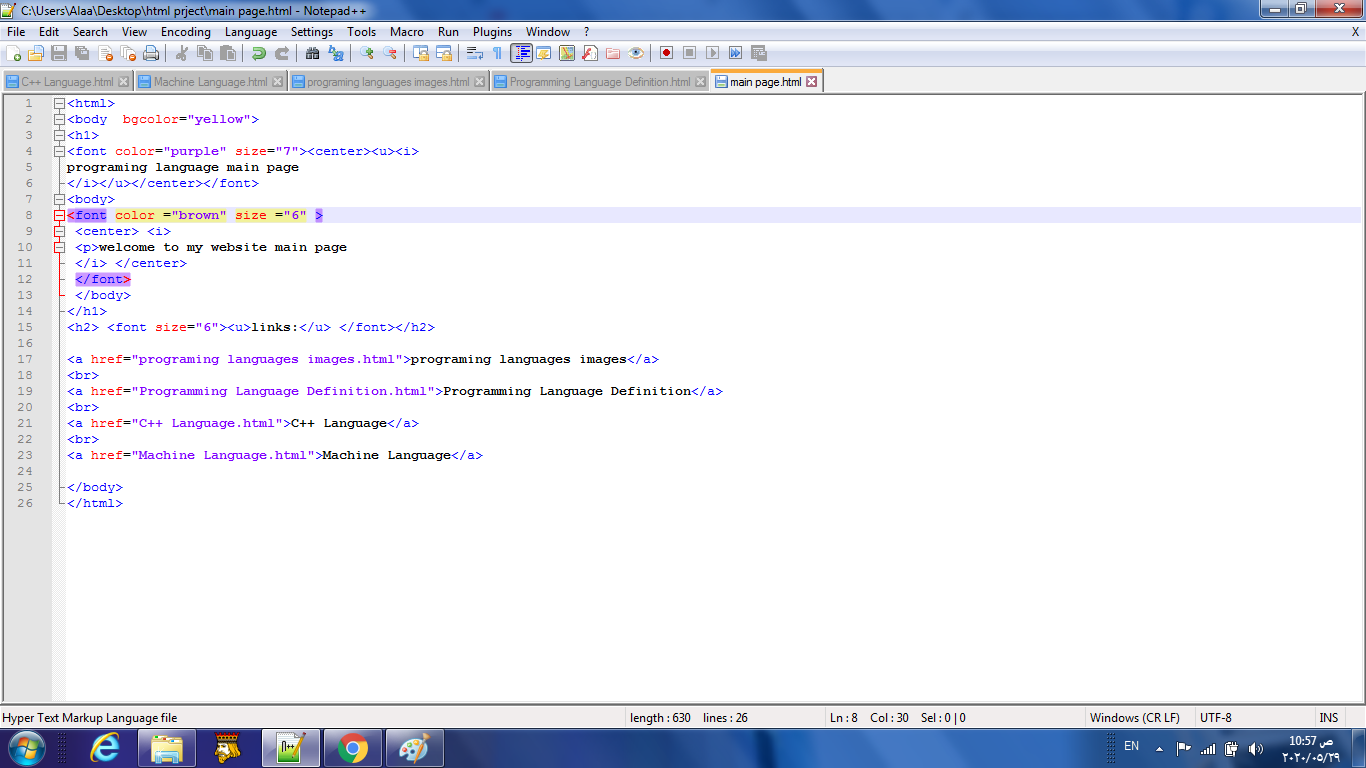 C:\Users\Alaa\Desktop\html prject\main page.html - Notepad++
File Edit Search View Encoding Language Settings Tools Macro Run Plugins Window ? X
C++ Language.html Machine Language.html programing languages images.html Programming Language Definition.html main page.html
1 <html>
2 <body  bgcolor="yellow">
3 <h1>
4 <font color="purple" size="7"><center><u><i>
5 programing language main page
6 </i></u></center></font>
7 <body>
8 <font color ="brown" size ="6" >
9 <center> <i>
10 <p>welcome to my website main page
11 </i> </center>
12 </font>
13 </body>
14 </h1>
15 <h2> <font size="6"><u>links:</u> </font></h2>
16
17 <a href="programing languages images.html">programing languages images</a>
18 <br>
19 <a href="Programming Language Definition.html">Programming Language Definition</a>
20 <br>
21 <a href="C++ Language.html">C++ Language</a>
22 <br>
23 <a href="Machine Language.html">Machine Language</a>
24
25 </body>
26 </html>
Hyper Text Markup Language file length : 630 lines : 26 Ln : 8 Col : 30 Sel : 0 | 0 Windows (CR LF) UTF-8 INS
EN 10:57 ص
٢٠٢٠/٠٥/٢٩